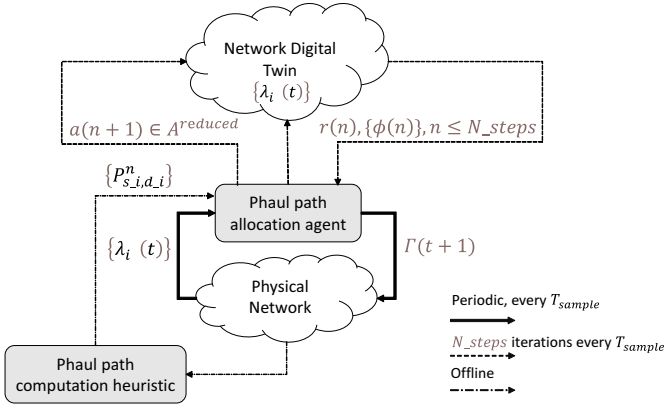 Network Digital
Twin
{λ_i (t)}
a(n + 1) ∈ A^reduced
r(n), {ϕ(n)}, n ≤ N_steps
{P^n_s_i,d_i}
Phaul path
allocation agent
{λ_i (t)}
Γ(t + 1)
Physical
Network
Periodic, every T_sample
N_steps iterations every T_sample
Offline
Phaul path
computation heuristic